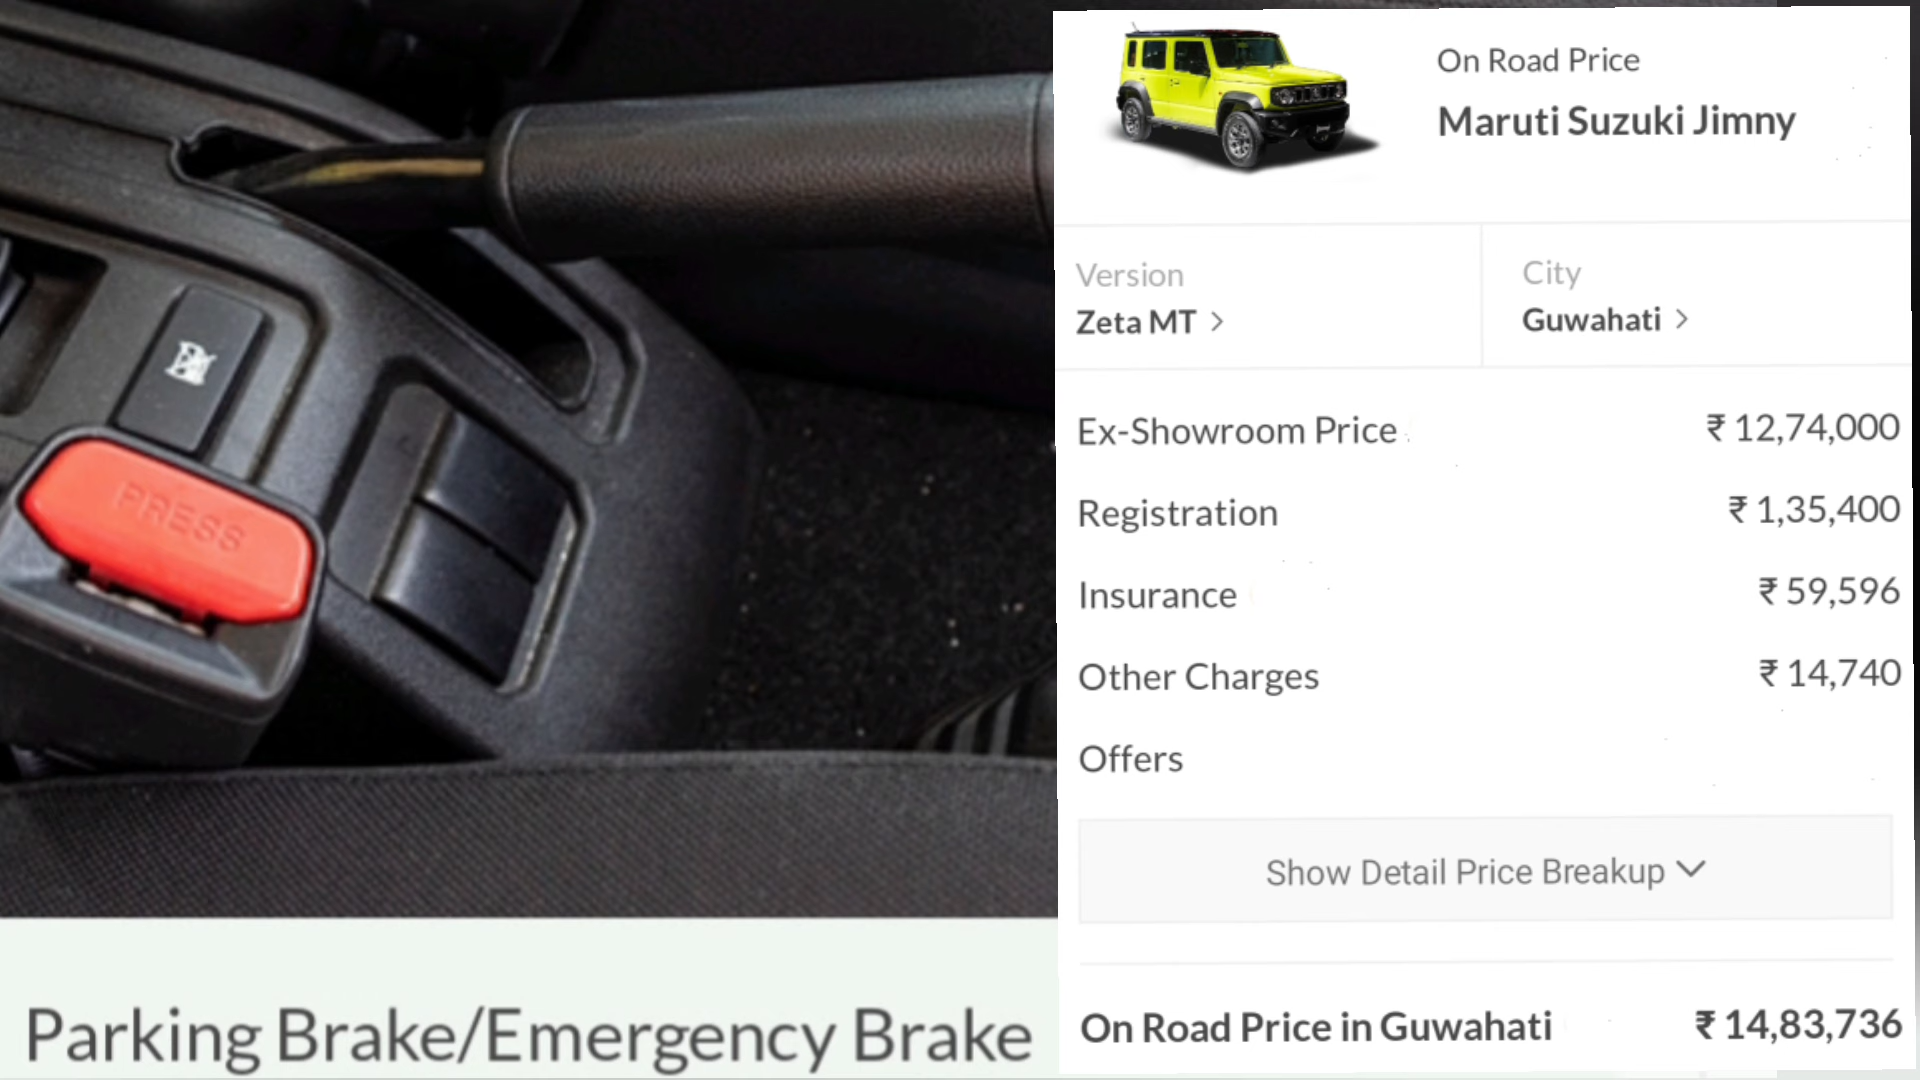 PRESS
Parking Brake/Emergency Brake
On Road Price
Maruti Suzuki Jimny
Version
Zeta MT >
City
Guwahati >
Ex-Showroom Price ₹ 12,74,000
Registration ₹ 1,35,400
Insurance ₹ 59,596
Other Charges ₹ 14,740
Offers
Show Detail Price Breakup
On Road Price in Guwahati ₹ 14,83,736